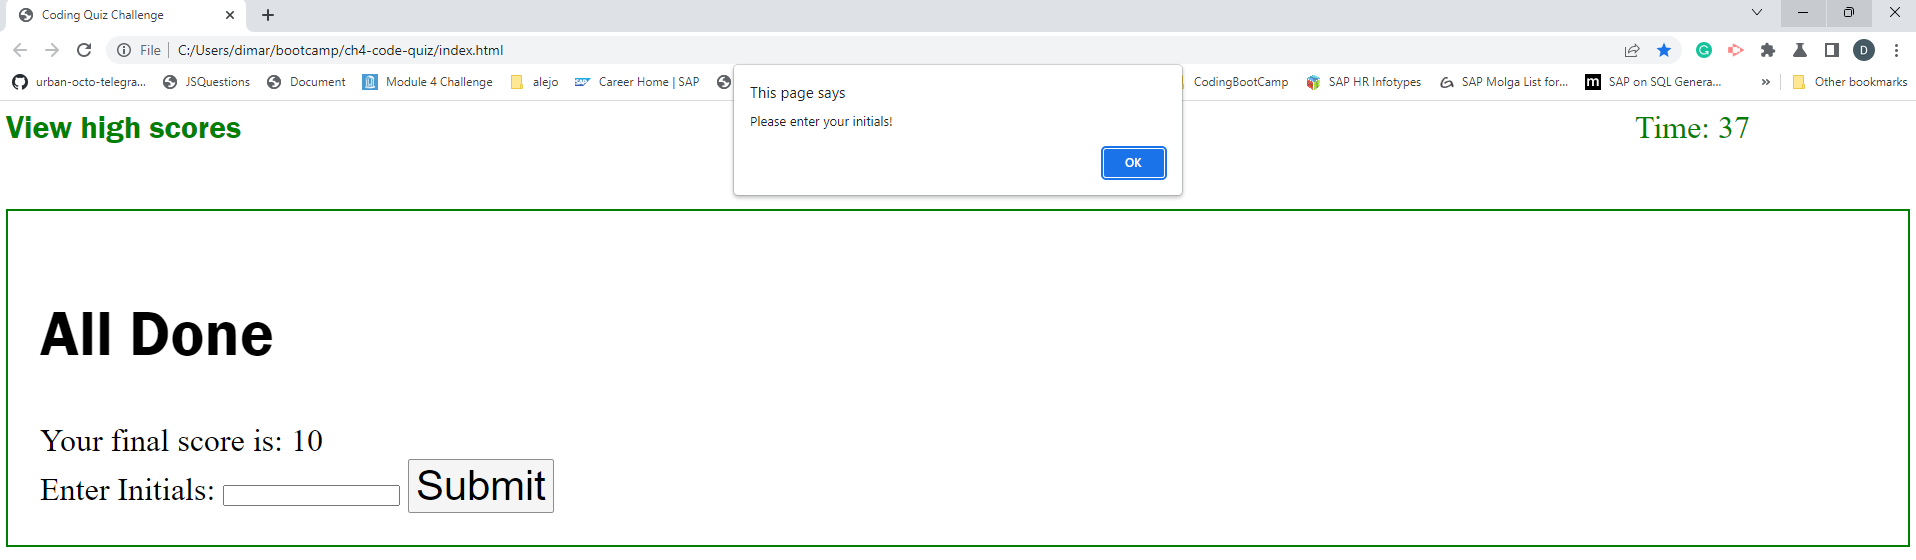 Coding Quiz Challenge
File C:/Users/dimar/bootcamp/ch4-code-quiz/index.html
D
urban-octo-telegra... JSQuestions Document Module 4 Challenge alejo SAP Career Home | SAP CodingBootCamp SAP HR Infotypes SAP Molga List for... m SAP on SQL Genera... » Other bookmarks
This page says
Please enter your initials!
OK
View high scores
Time: 37
All Done
Your final score is: 10
Enter Initials: Submit